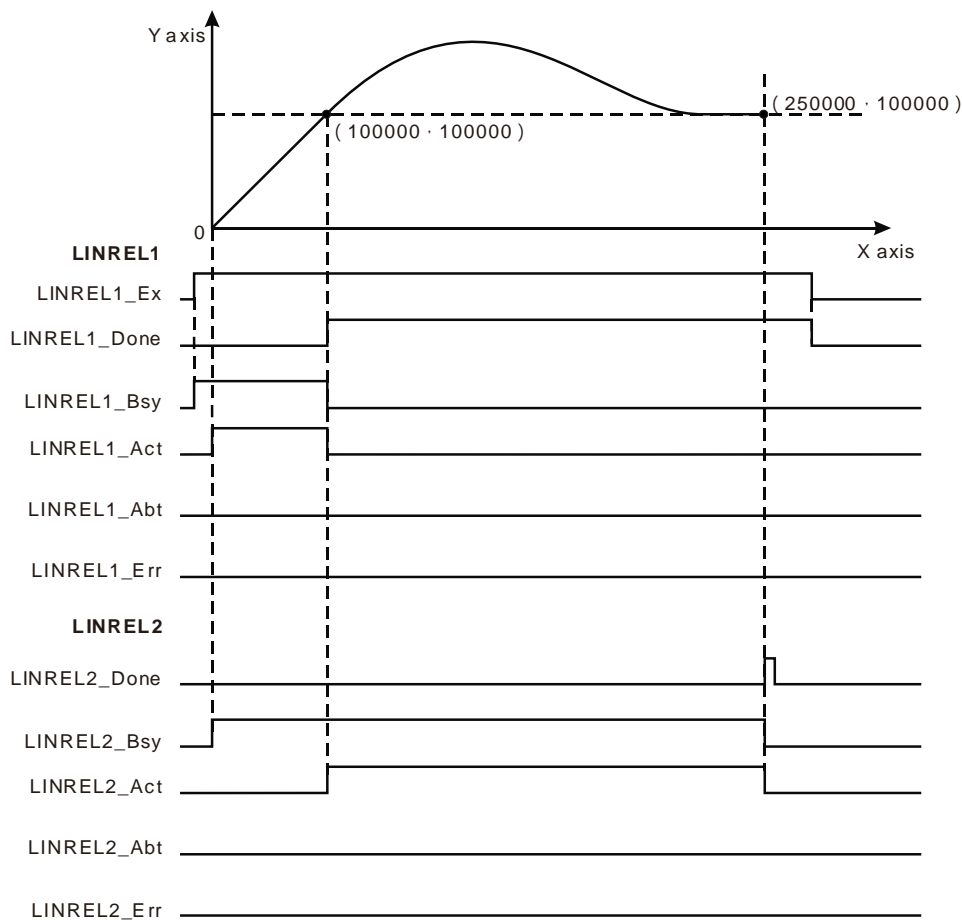 Y axis
(250000 · 100000)
(100000 · 100000)
0
X axis
LINREL1
LINREL1_Ex
LINREL1_Done
LINREL1_Bsy
LINREL1_Act
LINREL1_Abt
LINREL1_Err
LINREL2
LINREL2_Done
LINREL2_Bsy
LINREL2_Act
LINREL2_Abt
LINREL2_Err